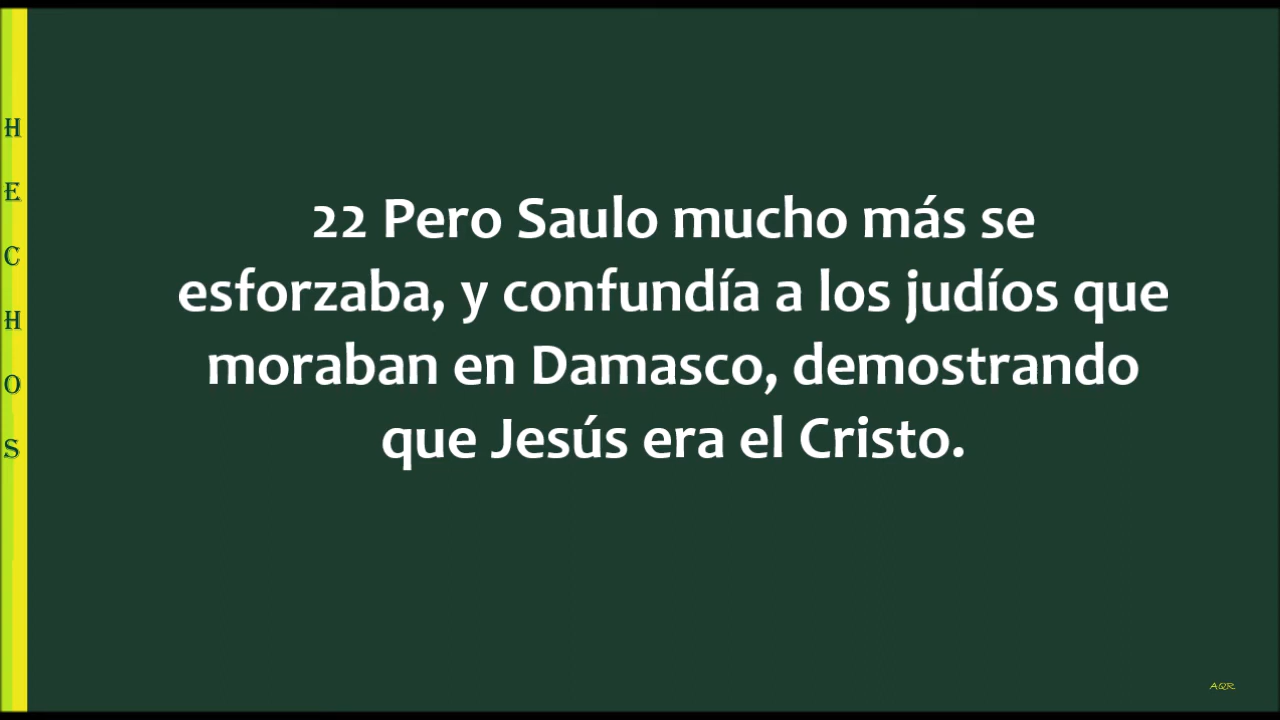 HECHOS
22 Pero Saulo mucho más se
esforzaba, y confundía a los judíos que
moraban en Damasco, demostrando
que Jesús era el Cristo.
AQR